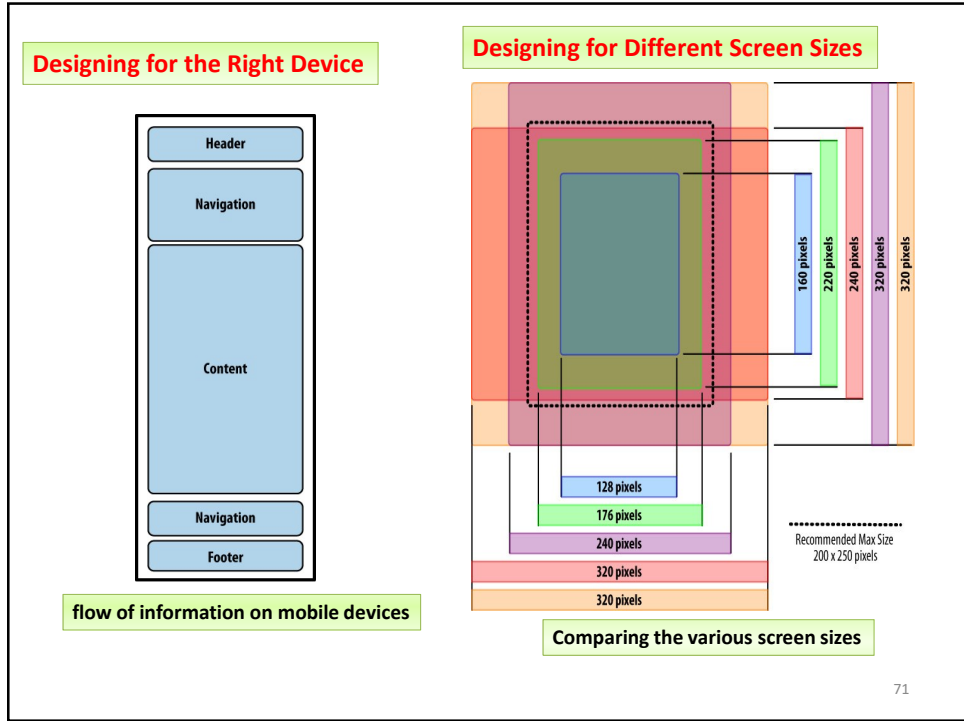 Designing for the Right Device
Header
Navigation
Content
Navigation
Footer
flow of information on mobile devices
Designing for Different Screen Sizes
160 pixels
220 pixels
240 pixels
320 pixels
320 pixels
128 pixels
176 pixels
240 pixels
320 pixels
320 pixels
Recommended Max Size
200 x 250 pixels
Comparing the various screen sizes
71